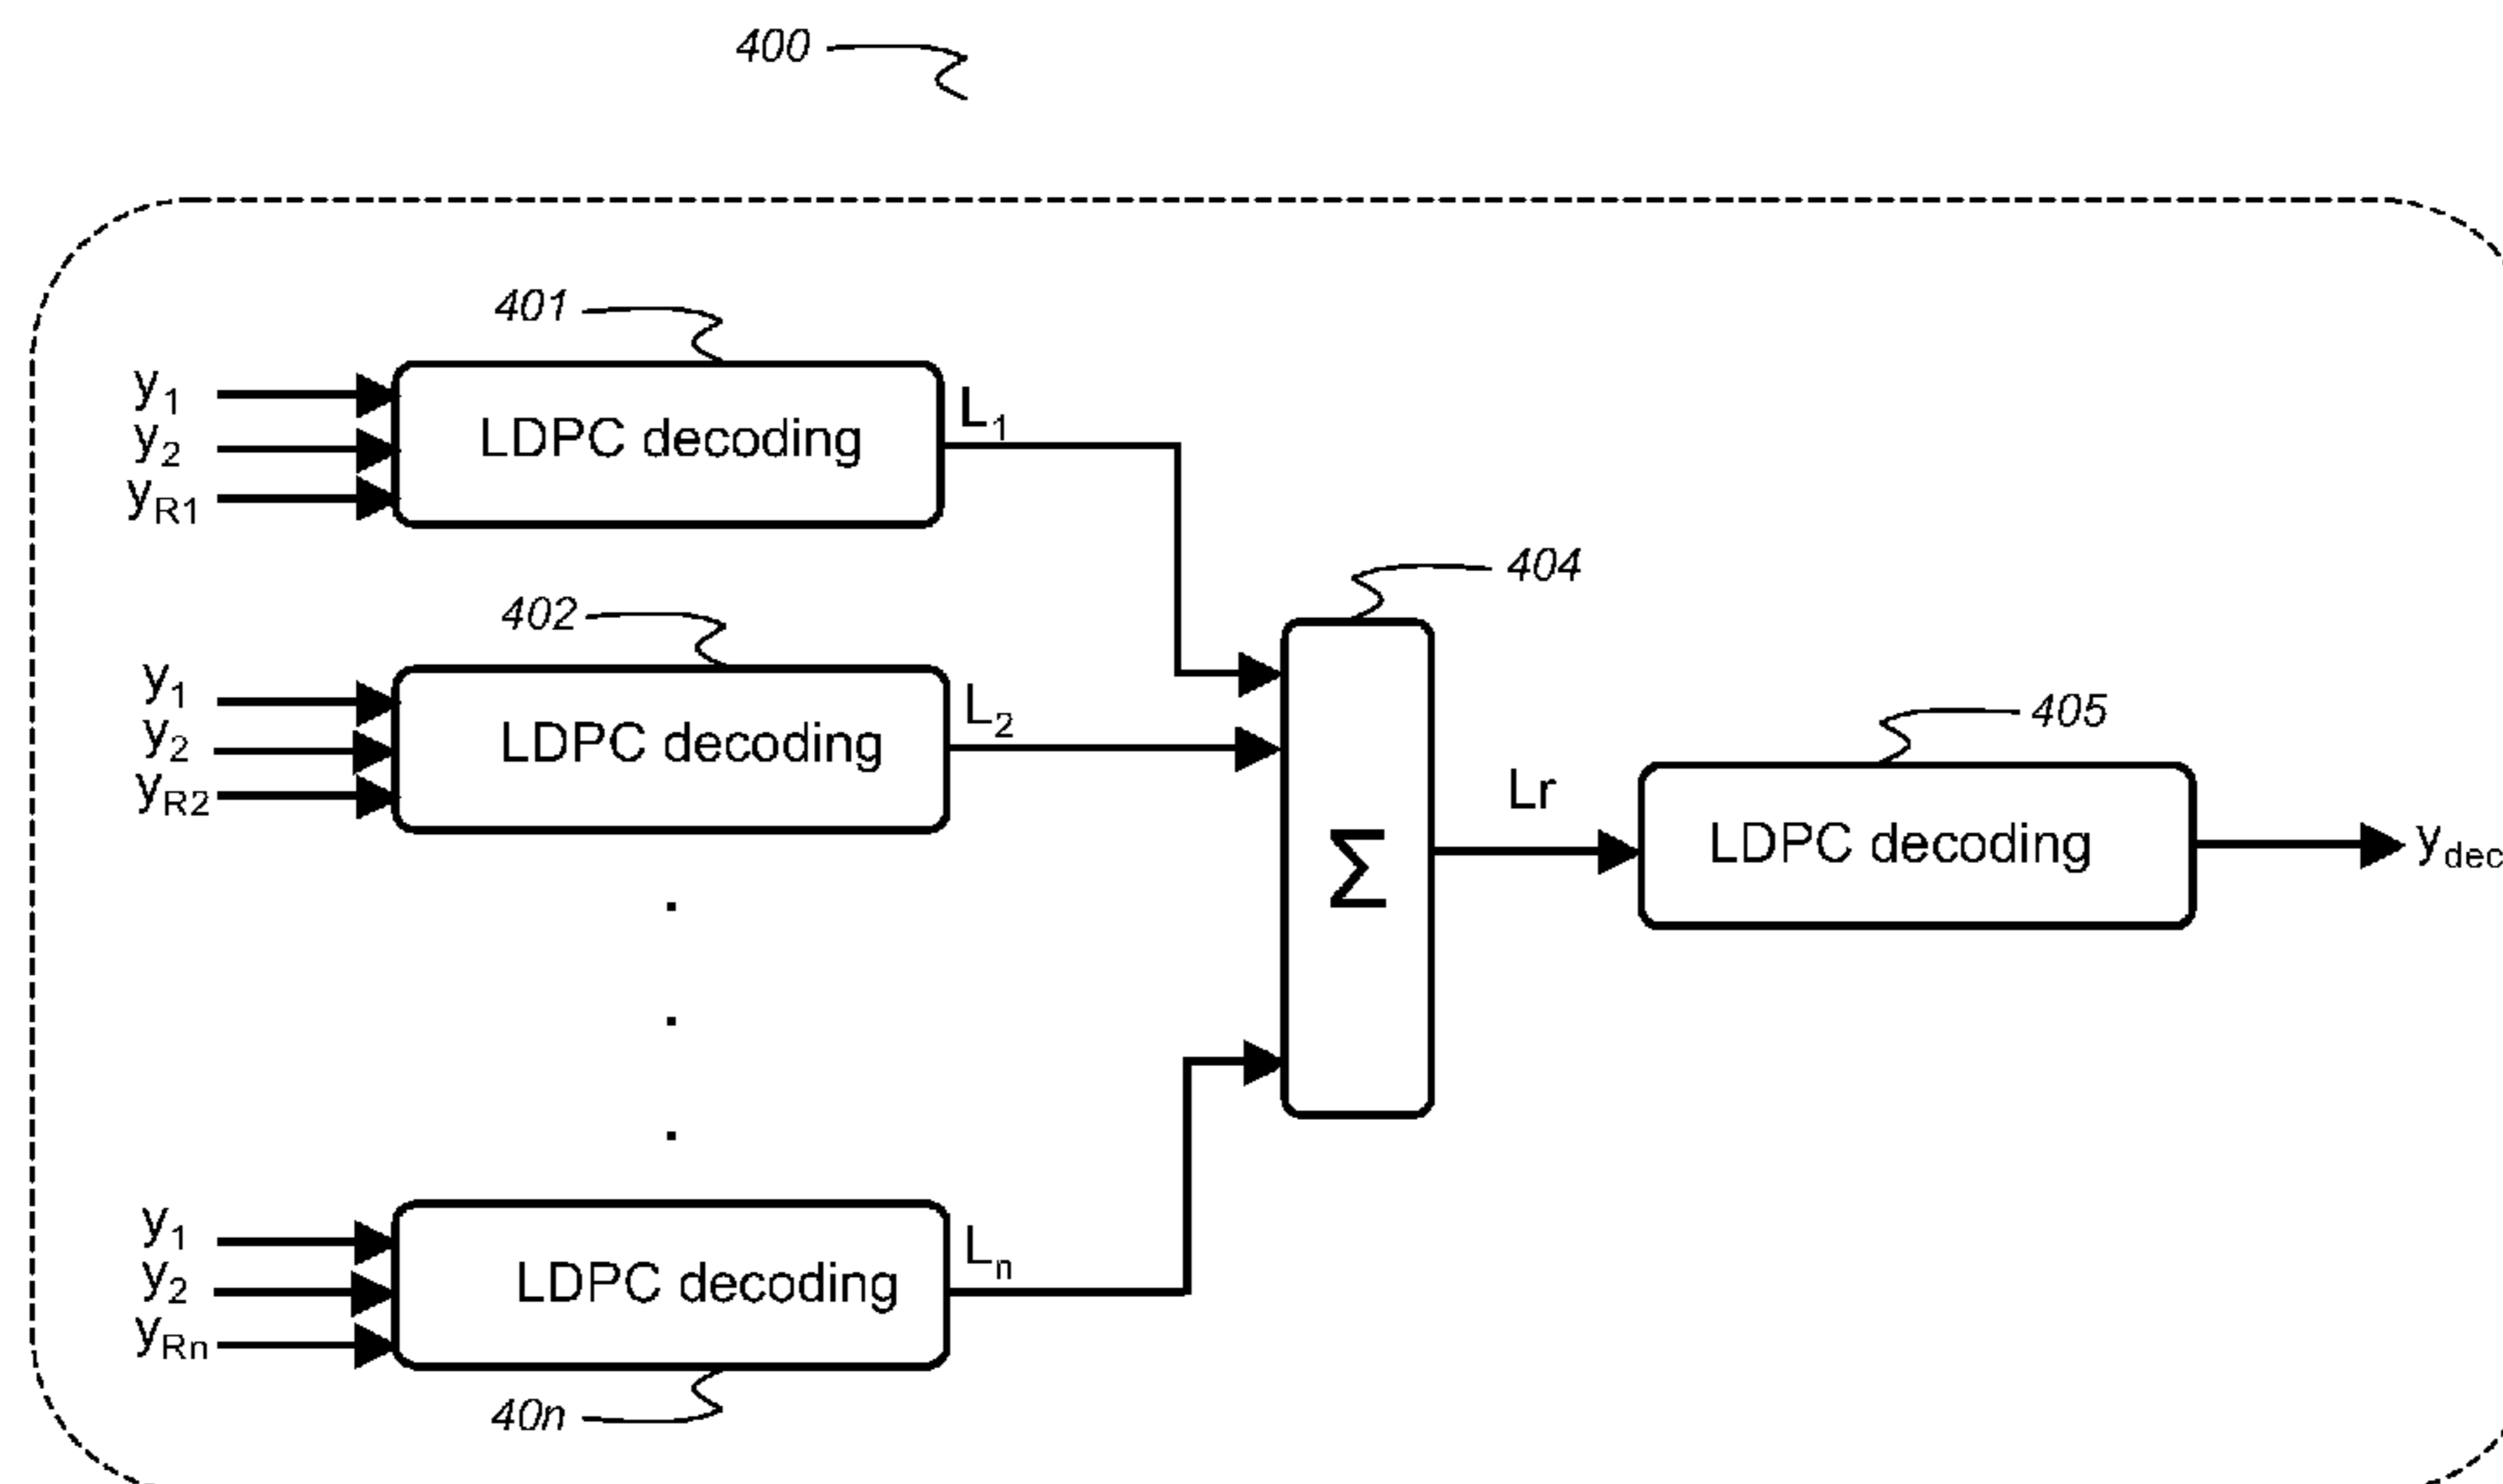 400
401
y1
y2
yR1
LDPC decoding
L1
404
402
y1
y2
yR2
LDPC decoding
L2
405
Lr
Σ
LDPC decoding
ydec
.
.
.
y1
y2
yRn
LDPC decoding
Ln
40n